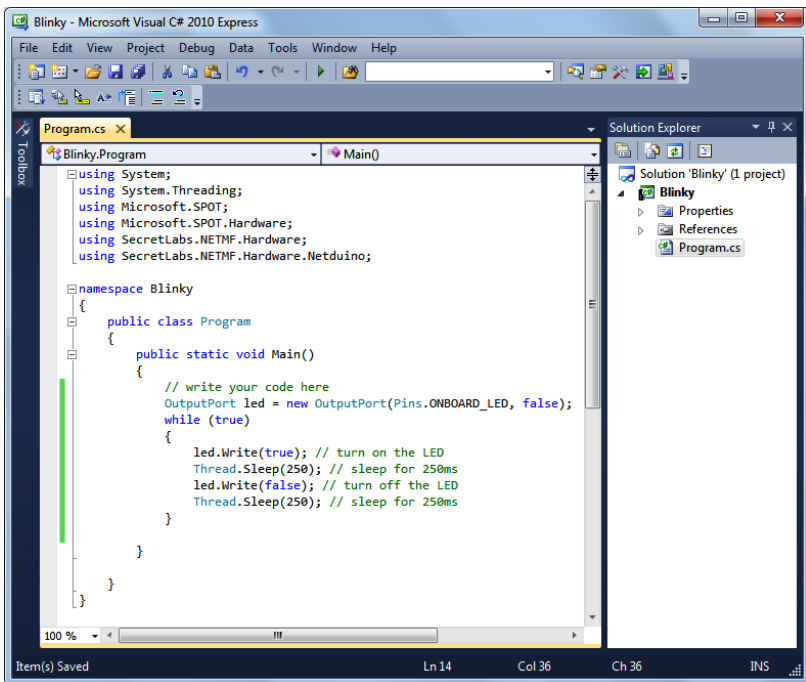 Blinky - Microsoft Visual C# 2010 Express
File Edit View Project Debug Data Tools Window Help
Toolbox
Program.cs
Blinky.Program
Main()
using System;
using System.Threading;
using Microsoft.SPOT;
using Microsoft.SPOT.Hardware;
using SecretLabs.NETMF.Hardware;
using SecretLabs.NETMF.Hardware.Netduino;
namespace Blinky
{
public class Program
{
public static void Main()
{
// write your code here
OutputPort led = new OutputPort(Pins.ONBOARD_LED, false);
while (true)
{
led.Write(true); // turn on the LED
Thread.Sleep(250); // sleep for 250ms
led.Write(false); // turn off the LED
Thread.Sleep(250); // sleep for 250ms
}
}
}
}
100 %
Solution Explorer
Solution 'Blinky' (1 project)
Blinky
Properties
References
Program.cs
Item(s) Saved Ln 14 Col 36 Ch 36 INS